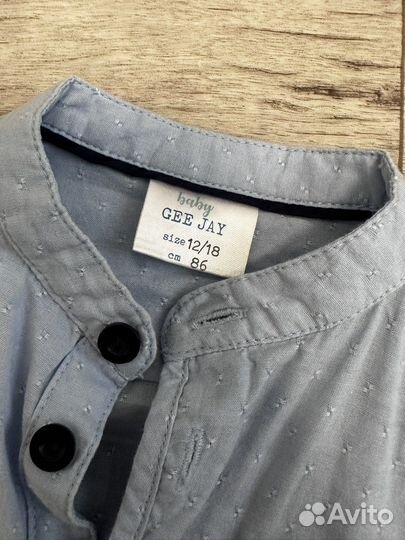 baby
GEE JAY
size 12/18
cm 86
Avito